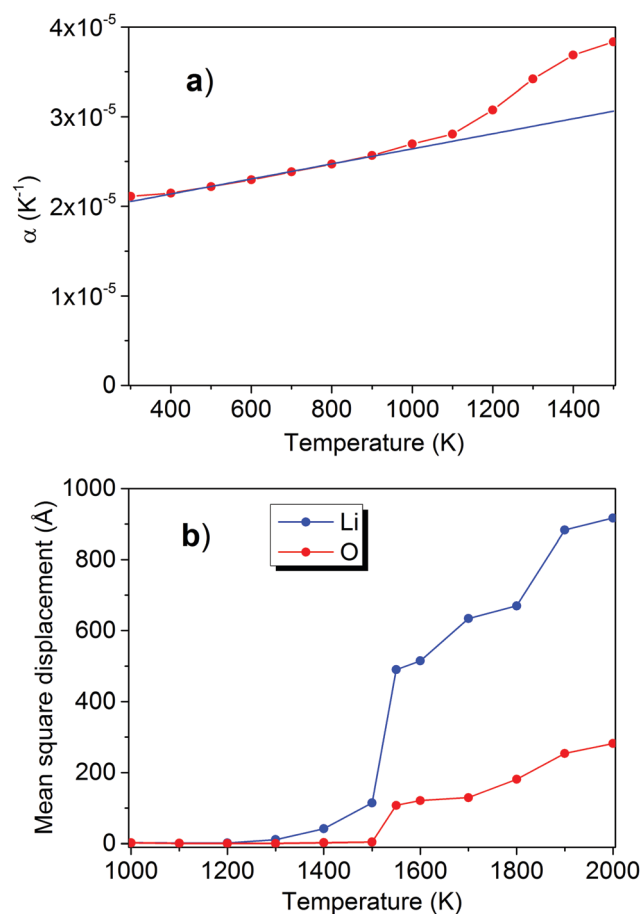 a)
4x10⁻⁵
3x10⁻⁵
2x10⁻⁵
1x10⁻⁵
0
α (K⁻¹)
400 600 800 1000 1200 1400
Temperature (K)
b)
Li
O
1000
800
600
400
200
0
Mean square displacement (Å)
1000 1200 1400 1600 1800 2000
Temperature (K)